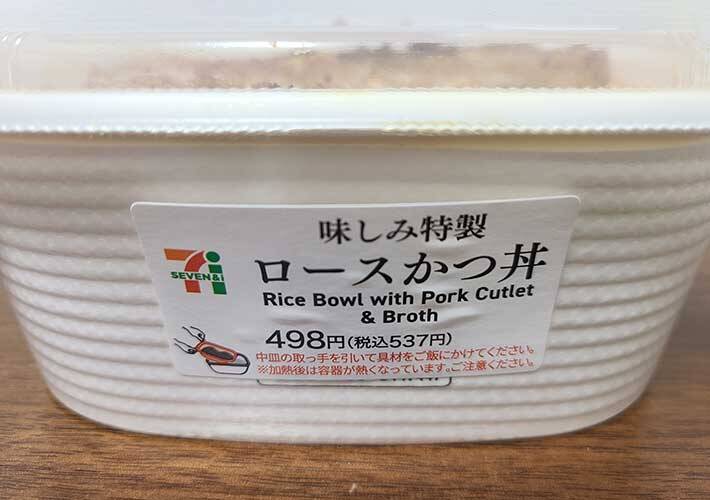 味しみ特製
SEVEN&i
ロースかつ丼
Rice Bowl with Pork Cutlet
& Broth
498円(税込537円)
中皿の取っ手を引いて具材をご飯にかけてください。
※加熱後は容器が熱くなっています。ご注意ください。